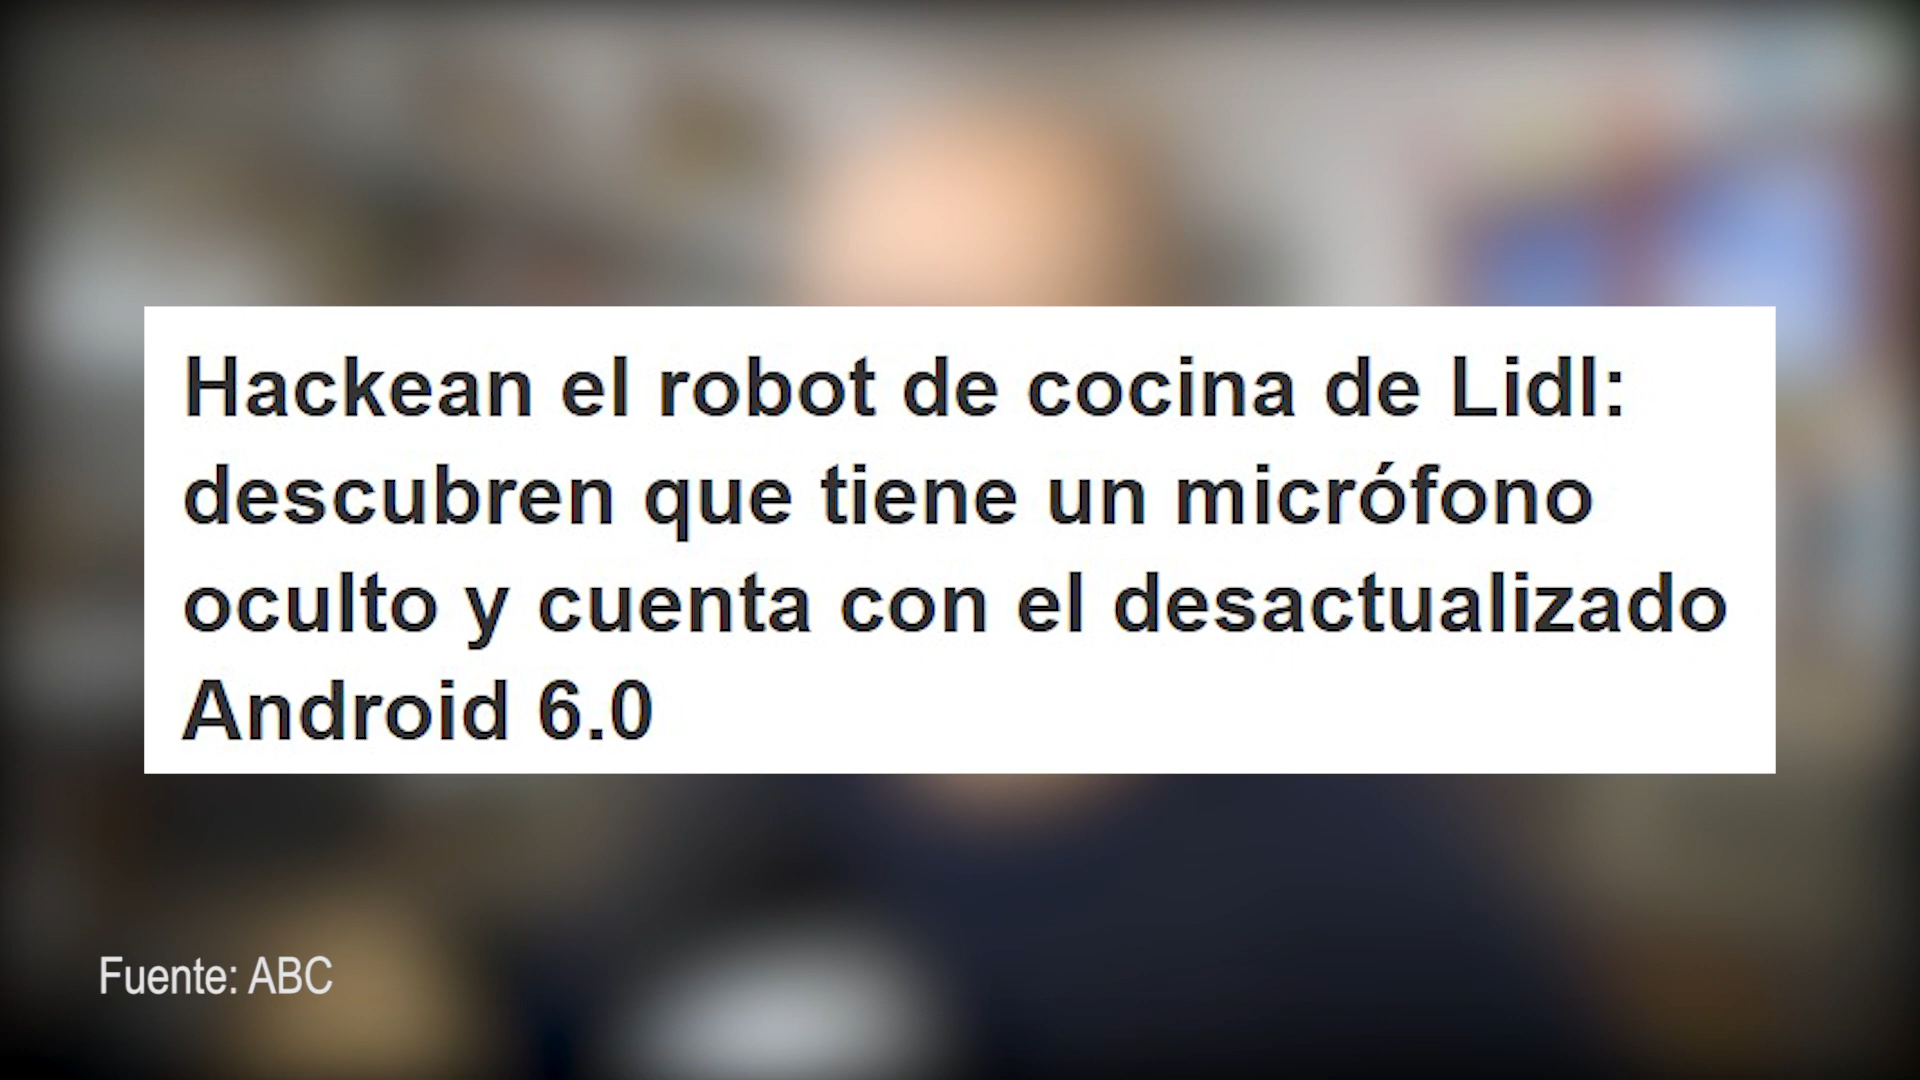 Hackean el robot de cocina de Lidl:
descubren que tiene un micrófono
oculto y cuenta con el desactualizado
Android 6.0
Fuente: ABC